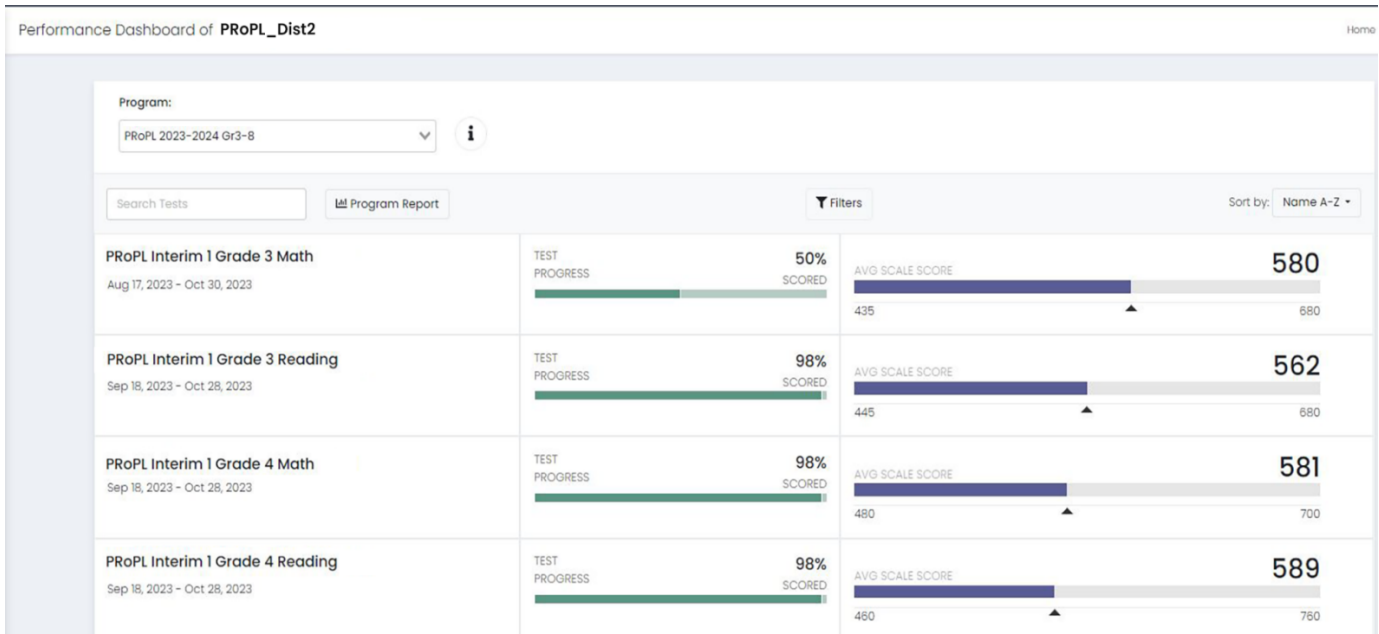 Performance Dashboard of PRoPL_Dist2
Home
Program:
PRoPL 2023-2024 Gr3-8
i
Search Tests
Program Report
Filters
Sort by: Name A-Z
PRoPL Interim 1 Grade 3 Math
Aug 17, 2023 - Oct 30, 2023
TEST
PROGRESS
50%
SCORED
AVG SCALE SCORE
580
435
680
PRoPL Interim 1 Grade 3 Reading
Sep 18, 2023 - Oct 28, 2023
TEST
PROGRESS
98%
SCORED
AVG SCALE SCORE
562
445
680
PRoPL Interim 1 Grade 4 Math
Sep 18, 2023 - Oct 28, 2023
TEST
PROGRESS
98%
SCORED
AVG SCALE SCORE
581
480
700
PRoPL Interim 1 Grade 4 Reading
Sep 18, 2023 - Oct 28, 2023
TEST
PROGRESS
98%
SCORED
AVG SCALE SCORE
589
460
760